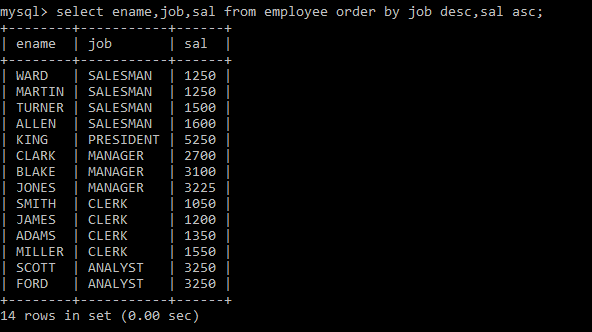 mysql> select ename,job,sal from employee order by job desc,sal asc;
+--------+-----------+------+
| ename  | job       | sal  |
+--------+-----------+------+
| WARD   | SALESMAN  | 1250 |
| MARTIN | SALESMAN  | 1250 |
| TURNER | SALESMAN  | 1500 |
| ALLEN  | SALESMAN  | 1600 |
| KING   | PRESIDENT | 5250 |
| CLARK  | MANAGER   | 2700 |
| BLAKE  | MANAGER   | 3100 |
| JONES  | MANAGER   | 3225 |
| SMITH  | CLERK     | 1050 |
| JAMES  | CLERK     | 1200 |
| ADAMS  | CLERK     | 1350 |
| MILLER | CLERK     | 1550 |
| SCOTT  | ANALYST   | 3250 |
| FORD   | ANALYST   | 3250 |
+--------+-----------+------+
14 rows in set (0.00 sec)